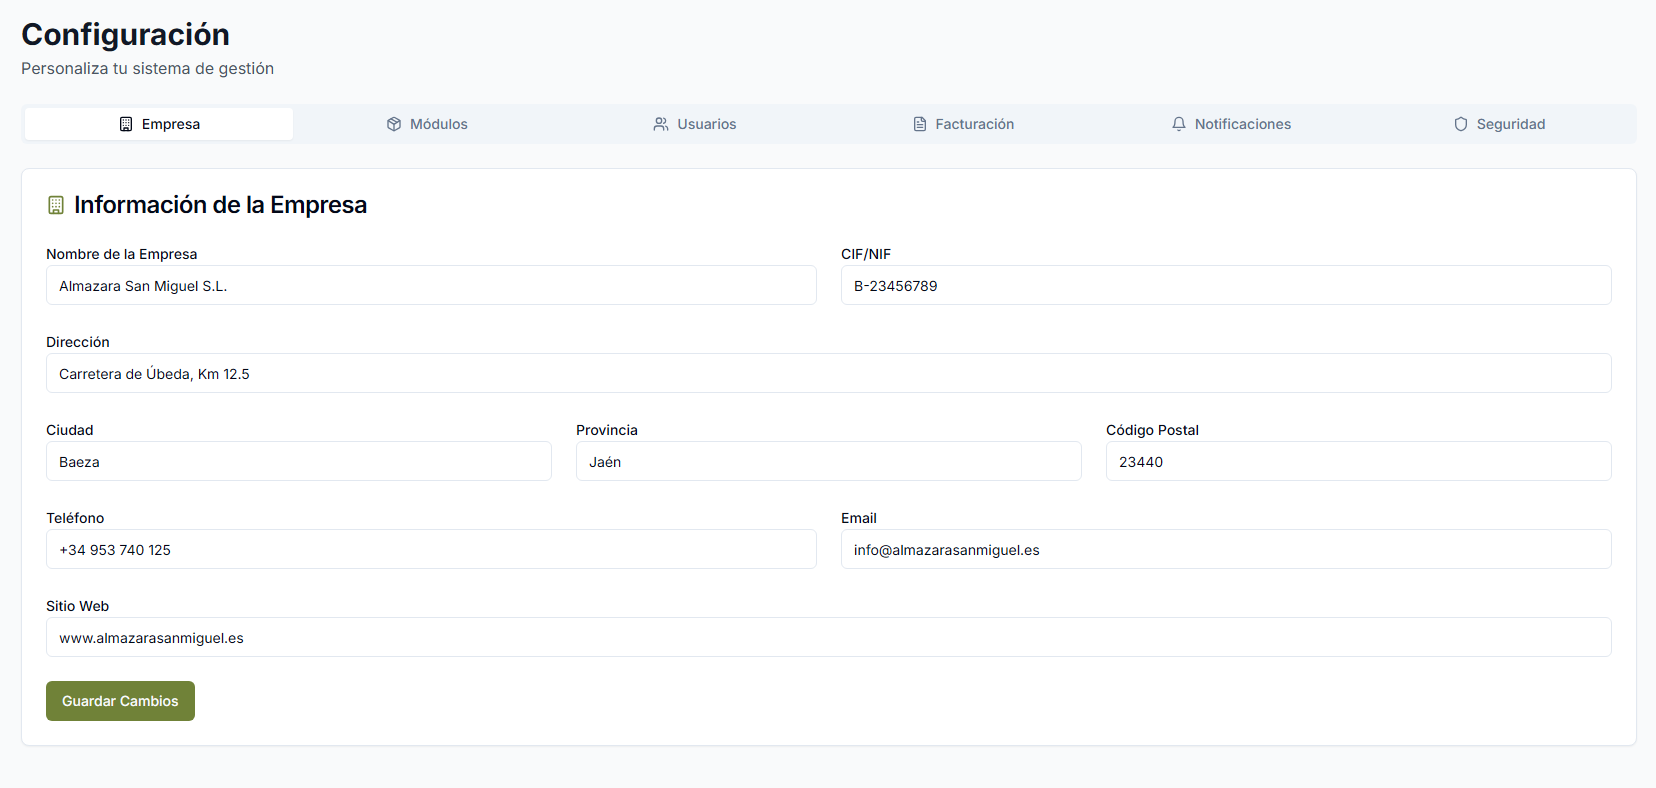 Configuración
Personaliza tu sistema de gestión
Empresa
Módulos
Usuarios
Facturación
Notificaciones
Seguridad
Información de la Empresa
Nombre de la Empresa
Almazara San Miguel S.L.
CIF/NIF
B-23456789
Dirección
Carretera de Úbeda, Km 12.5
Ciudad
Baeza
Provincia
Jaén
Código Postal
23440
Teléfono
+34 953 740 125
Email
info@almazarasanmiguel.es
Sitio Web
www.almazarasanmiguel.es
Guardar Cambios